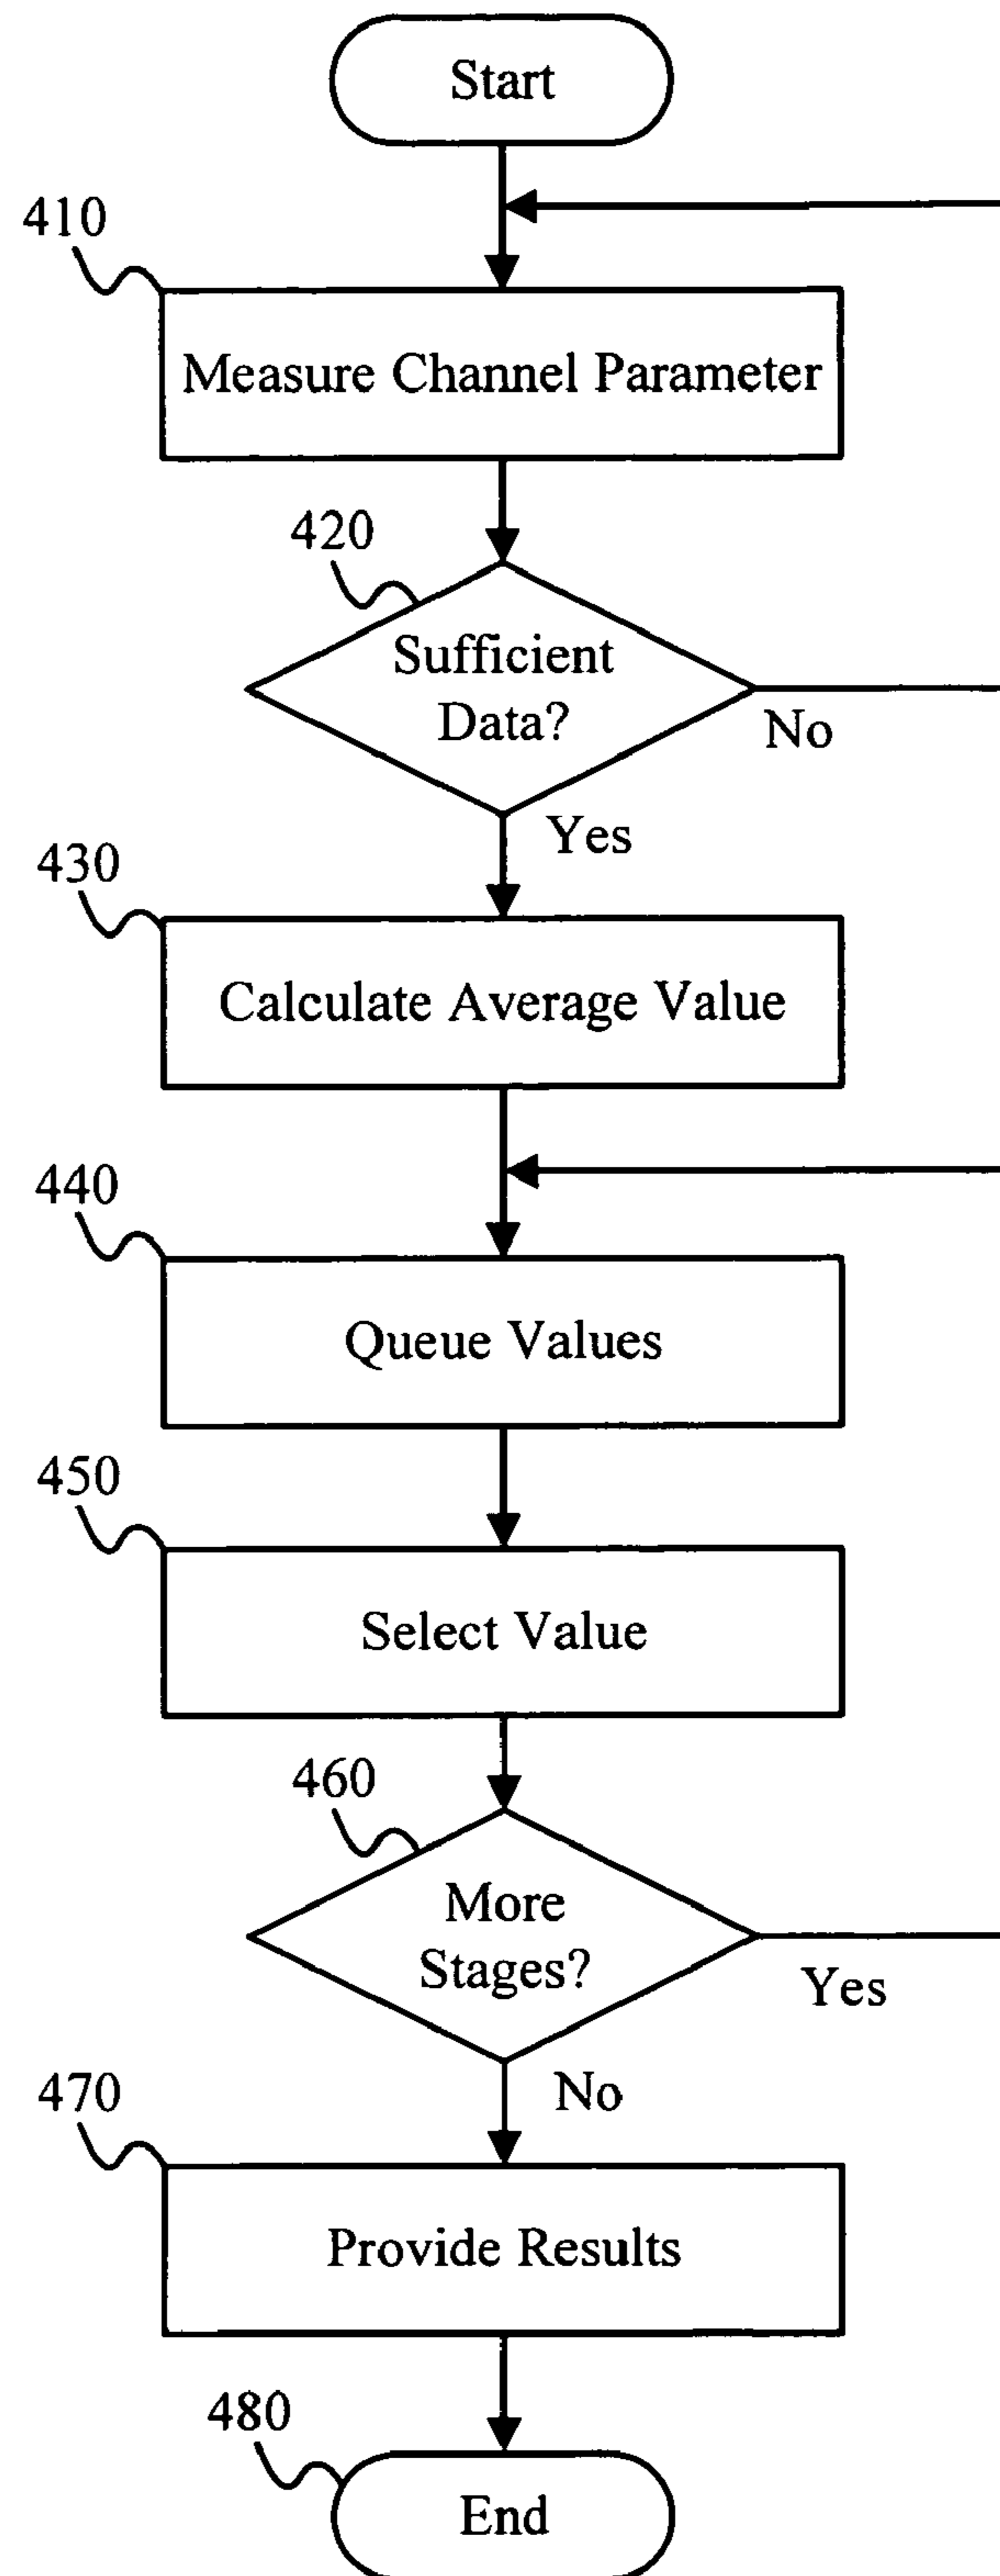 Start
410
Measure Channel Parameter
420
Sufficient
Data?
No
Yes
430
Calculate Average Value
440
Queue Values
450
Select Value
460
More
Stages?
Yes
No
470
Provide Results
480
End